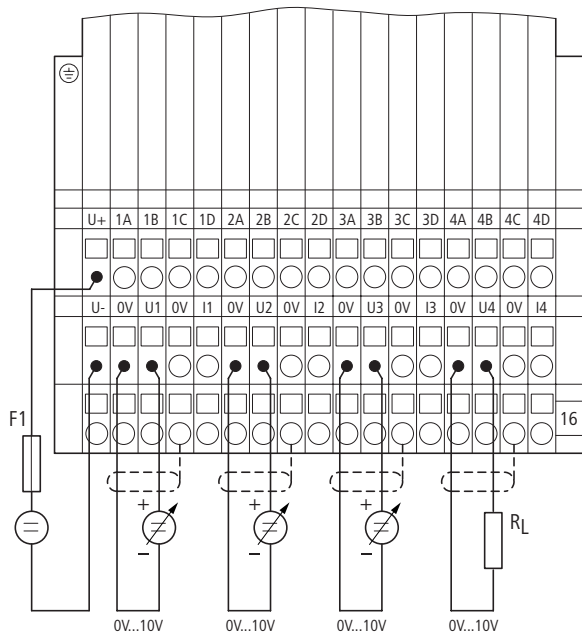 U+ 1A 1B 1C 1D 2A 2B 2C 2D 3A 3B 3C 3D 4A 4B 4C 4D
U- 0V U1 0V I1 0V U2 0V I2 0V U3 0V I3 0V U4 0V I4
16
F1
+ + +
- - -
RL
0V...10V 0V...10V 0V...10V 0V...10V